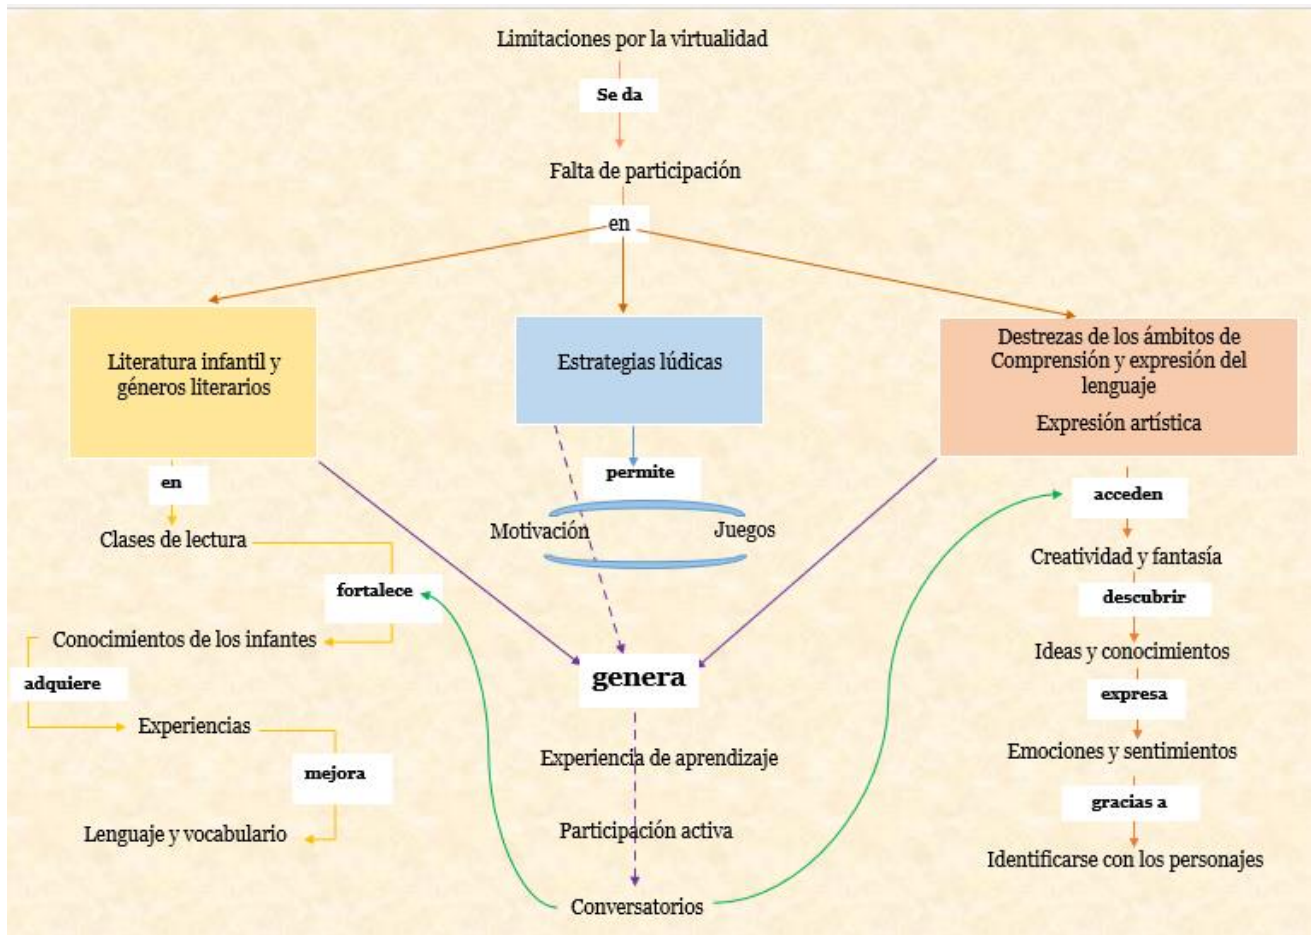 Limitaciones por la virtualidad
Se da
Falta de participación
en
Literatura infantil y
géneros literarios
en
Clases de lectura
fortalece
Conocimientos de los infantes
adquiere
Experiencias
mejora
Lenguaje y vocabulario
Estrategias lúdicas
permite
Motivación
Juegos
genera
Experiencia de aprendizaje
Participación activa
Conversatorios
Destrezas de los ámbitos de
Comprensión y expresión del
lenguaje
Expresión artística
acceden
Creatividad y fantasía
descubrir
Ideas y conocimientos
expresa
Emociones y sentimientos
gracias a
Identificarse con los personajes